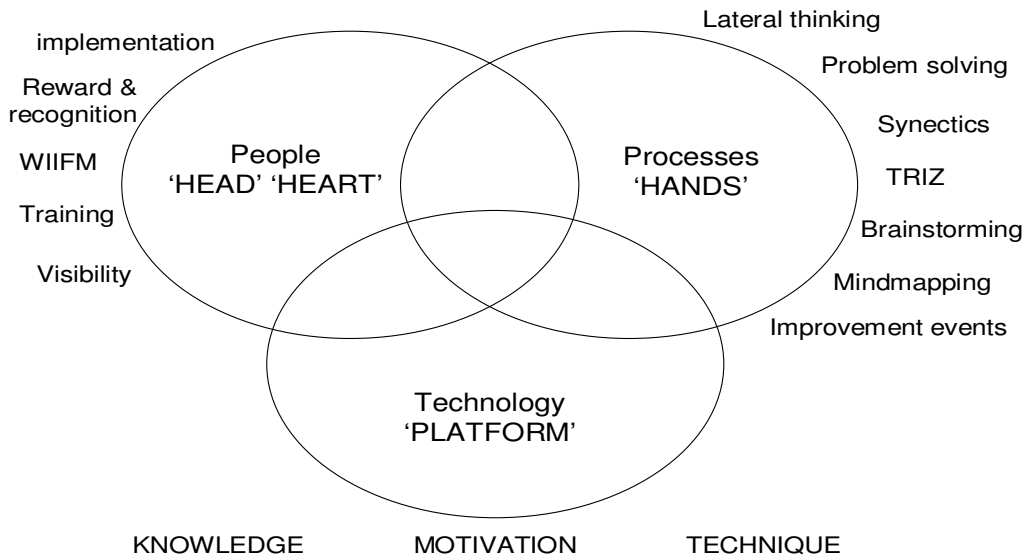 implementation
Reward &
recognition
WIIFM
Training
Visibility
People
‘HEAD’ ‘HEART’
Processes
‘HANDS’
Lateral thinking
Problem solving
Synectics
TRIZ
Brainstorming
Mindmapping
Improvement events
Technology
‘PLATFORM’
KNOWLEDGE MOTIVATION TECHNIQUE